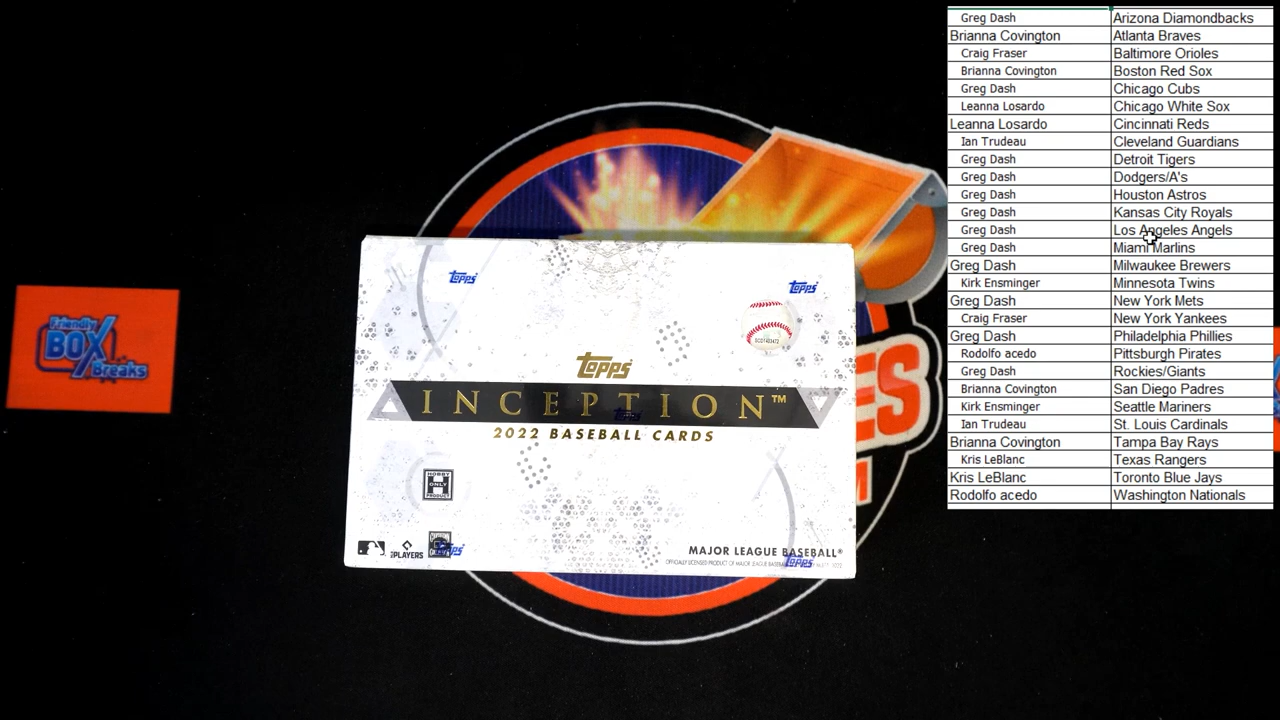 Greg Dash Arizona Diamondbacks
Brianna Covington Atlanta Braves
Craig Fraser Baltimore Orioles
Brianna Covington Boston Red Sox
Greg Dash Chicago Cubs
Leanna Losardo Chicago White Sox
Leanna Losardo Cincinnati Reds
Ian Trudeau Cleveland Guardians
Greg Dash Detroit Tigers
Greg Dash Dodgers/A's
Greg Dash Houston Astros
Greg Dash Kansas City Royals
Greg Dash Los Angeles Angels
Greg Dash Miami Marlins
Greg Dash Milwaukee Brewers
Kirk Ensminger Minnesota Twins
Greg Dash New York Mets
Craig Fraser New York Yankees
Greg Dash Philadelphia Phillies
Rodolfo acedo Pittsburgh Pirates
Greg Dash Rockies/Giants
Brianna Covington San Diego Padres
Kirk Ensminger Seattle Mariners
Ian Trudeau St. Louis Cardinals
Brianna Covington Tampa Bay Rays
Kris LeBlanc Texas Rangers
Kris LeBlanc Toronto Blue Jays
Rodolfo acedo Washington Nationals
Topps
Topps
Topps
INCEPTION™
Topps
2022 BASEBALL CARDS
HOBBY
ONLY
PRODUCT
PLAYERS
Topps
MAJOR LEAGUE BASEBALL®
Topps
Friendly
BOX
Breaks